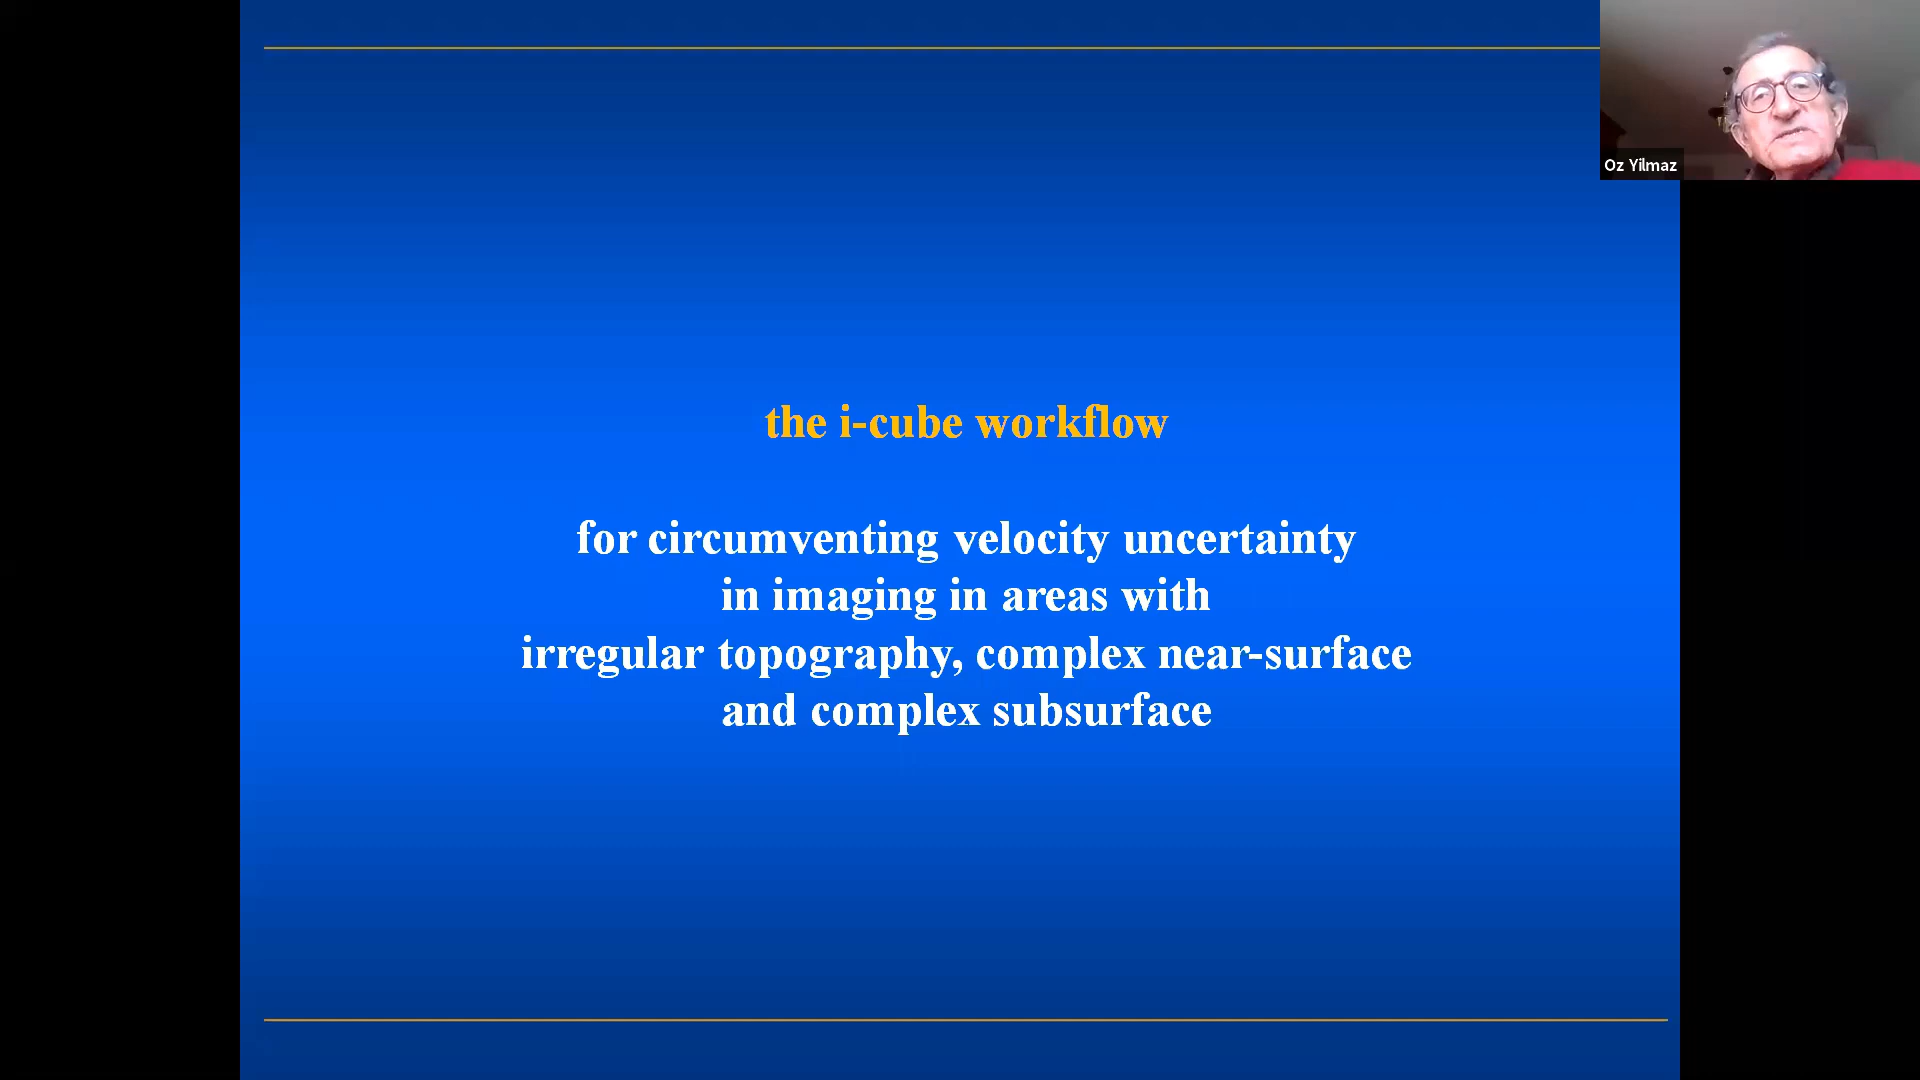 the i-cube workflow
for circumventing velocity uncertainty
in imaging in areas with
irregular topography, complex near-surface
and complex subsurface
Oz Yilmaz